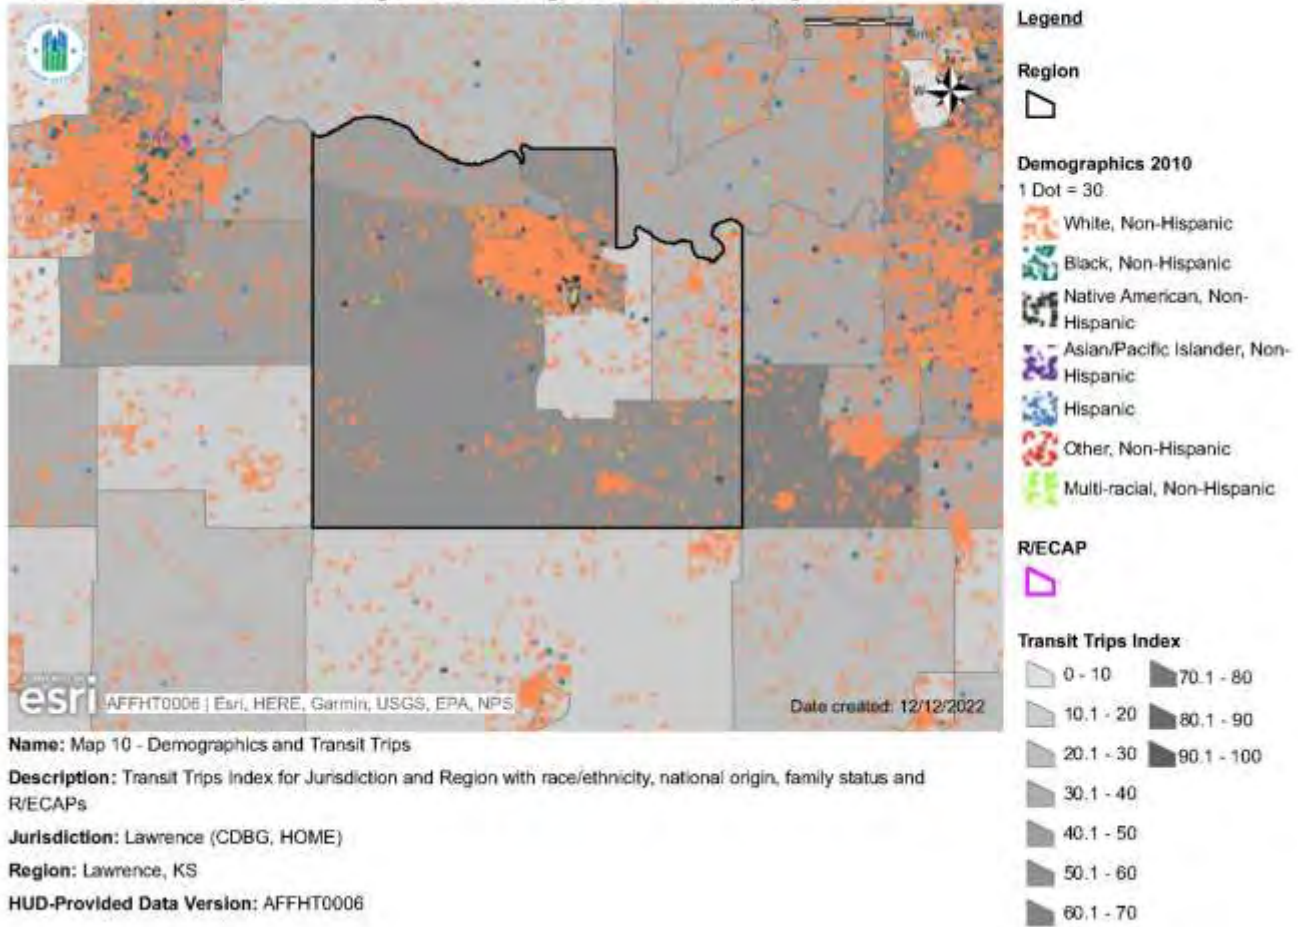 Legend
Region
Demographics 2010
1 Dot = 30
White, Non-Hispanic
Black, Non-Hispanic
Native American, Non-
Hispanic
Asian/Pacific Islander, Non-
Hispanic
Hispanic
Other, Non-Hispanic
Multi-racial, Non-Hispanic
R/ECAP
Transit Trips Index
0 - 10
10.1 - 20
20.1 - 30
30.1 - 40
40.1 - 50
50.1 - 60
60.1 - 70
70.1 - 80
80.1 - 90
90.1 - 100
W
esri
AFFHT0006 | Esri, HERE, Garmin, USGS, EPA, NPS
Date created: 12/12/2022
Name: Map 10 - Demographics and Transit Trips
Description: Transit Trips Index for Jurisdiction and Region with race/ethnicity, national origin, family status and
R/ECAPs
Jurisdiction: Lawrence (CDBG, HOME)
Region: Lawrence, KS
HUD-Provided Data Version: AFFHT0006